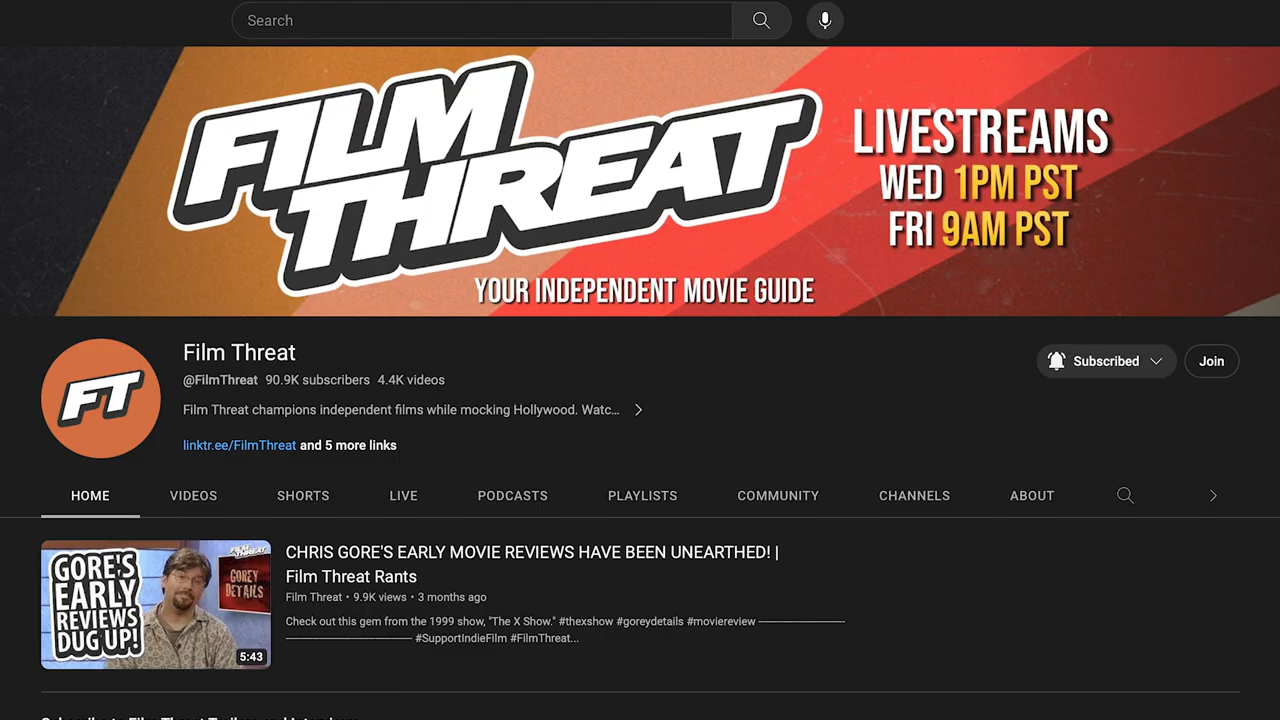 Search
FILM
THREAT
YOUR INDEPENDENT MOVIE GUIDE
LIVESTREAMS
WED 1PM PST
FRI 9AM PST
FT
Film Threat
@FilmThreat 90.9K subscribers 4.4K videos
Film Threat champions independent films while mocking Hollywood. Watc...
linktr.ee/FilmThreat and 5 more links
Subscribed
Join
HOME VIDEOS SHORTS LIVE PODCASTS PLAYLISTS COMMUNITY CHANNELS ABOUT
GORE'S
EARLY
REVIEWS
DUG UP!
FILM THREAT
GOREY
DETAILS
5:43
CHRIS GORE'S EARLY MOVIE REVIEWS HAVE BEEN UNEARTHED! |
Film Threat Rants
Film Threat • 9.9K views • 3 months ago
Check out this gem from the 1999 show, "The X Show." #thexshow #goreydetails #moviereview ————————
———————————— #SupportIndieFilm #FilmThreat...